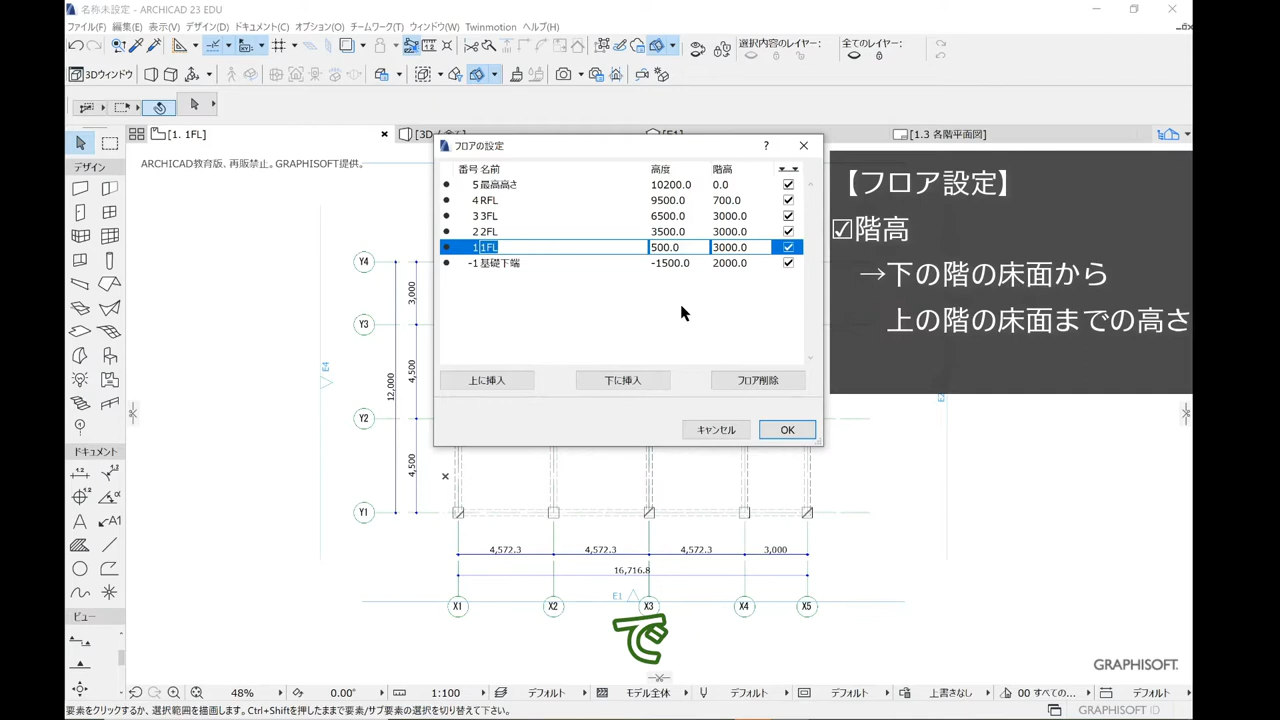 名称未設定 - ARCHICAD 23 EDU
ファイル(F) 編集(E) 表示(V) デザイン(D) ドキュメント(C) オプション(O) チームワーク(T) ウィンドウ(W) Twinmotion ヘルプ(H)
選択内容のレイヤー: 全てのレイヤー:
3Dウィンドウ
[1. 1FL]
[1.3 各階平面図]
ARCHICAD教育版、再販禁止。GRAPHISOFT提供。
フロアの設定
番号 名前 高度 階高
5 最高高さ 10200.0 0.0
4 RFL 9500.0 700.0
3 3FL 6500.0 3000.0
2 2FL 3500.0 3000.0
1 1FL 500.0 3000.0
-1 基礎下端 -1500.0 2000.0
上に挿入 下に挿入 フロア削除
キャンセル OK
【フロア設定】
☑階高
→下の階の床面から
上の階の床面までの高さ
デザイン
ドキュメント
ビュー
Y4
3,000
Y3
E4
4,500
12,000
Y2
4,500
Y1
4,572.3 4,572.3 4,572.3 3,000
16,716.8
E1
X1 X2 X3 X4 X5
で
GRAPHISOFT.
48% 0.00° 1:100 デフォルト モデル全体 デフォルト デフォルト 上書きなし 00 すべての... デフォルト
要素をクリックするか、選択範囲を描画します。Ctrl+Shiftを押したままで要素/サブ要素の選択を切り替えて下さい。
GRAPHISOFT ID